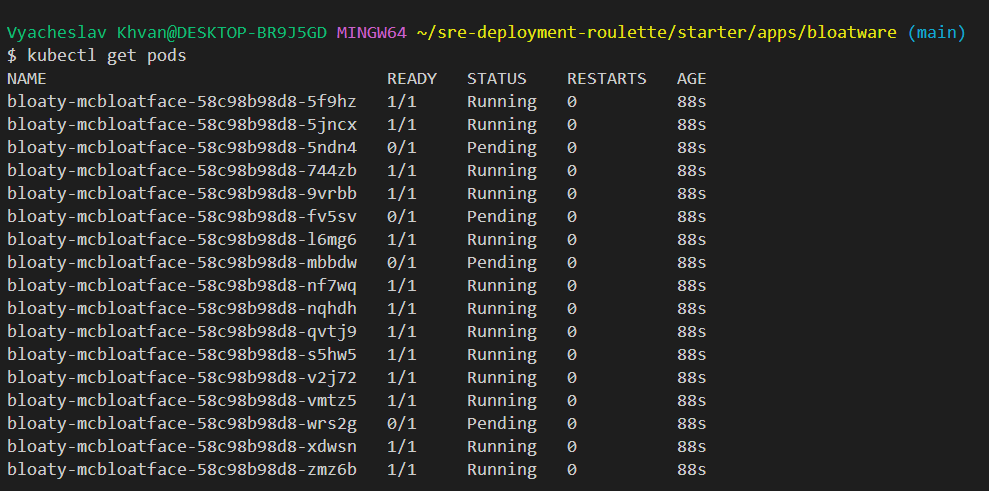 Vyacheslav Khvan@DESKTOP-BR9J5GD MINGW64 ~/sre-deployment-roulette/starter/apps/bloatware (main)
$ kubectl get pods
NAME READY STATUS RESTARTS AGE
bloaty-mcbloatface-58c98b98d8-5f9hz 1/1 Running 0 88s
bloaty-mcbloatface-58c98b98d8-5jncx 1/1 Running 0 88s
bloaty-mcbloatface-58c98b98d8-5ndn4 0/1 Pending 0 88s
bloaty-mcbloatface-58c98b98d8-744zb 1/1 Running 0 88s
bloaty-mcbloatface-58c98b98d8-9vrbb 1/1 Running 0 88s
bloaty-mcbloatface-58c98b98d8-fv5sv 0/1 Pending 0 88s
bloaty-mcbloatface-58c98b98d8-l6mg6 1/1 Running 0 88s
bloaty-mcbloatface-58c98b98d8-mbbdw 0/1 Pending 0 88s
bloaty-mcbloatface-58c98b98d8-nf7wq 1/1 Running 0 88s
bloaty-mcbloatface-58c98b98d8-nqhdh 1/1 Running 0 88s
bloaty-mcbloatface-58c98b98d8-qvtj9 1/1 Running 0 88s
bloaty-mcbloatface-58c98b98d8-s5hw5 1/1 Running 0 88s
bloaty-mcbloatface-58c98b98d8-v2j72 1/1 Running 0 88s
bloaty-mcbloatface-58c98b98d8-vmtz5 1/1 Running 0 88s
bloaty-mcbloatface-58c98b98d8-wrs2g 0/1 Pending 0 88s
bloaty-mcbloatface-58c98b98d8-xdwsn 1/1 Running 0 88s
bloaty-mcbloatface-58c98b98d8-zmz6b 1/1 Running 0 88s